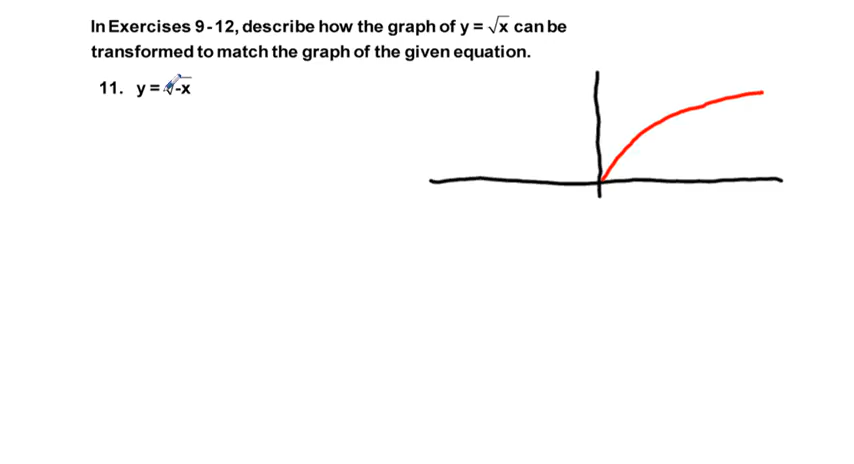 In Exercises 9-12, describe how the graph of y = √x can be
transformed to match the graph of the given equation.
11. y = √-x